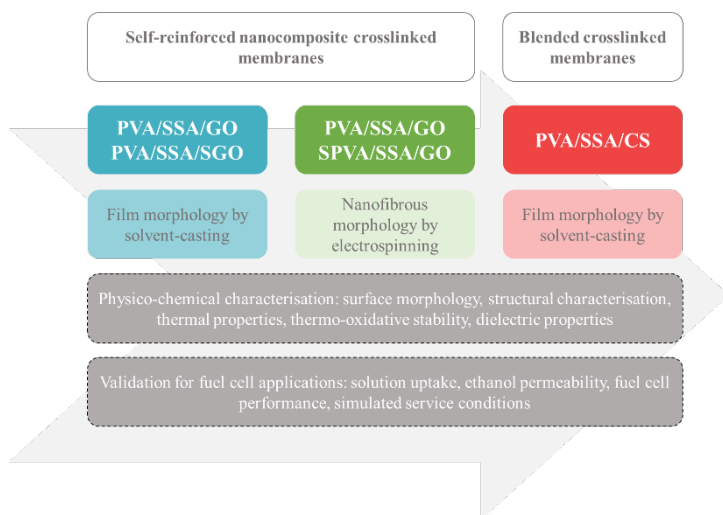 Self-reinforced nanocomposite crosslinked
membranes
Blended crosslinked
membranes
PVA/SSA/GO
PVA/SSA/SGO
PVA/SSA/GO
SPVA/SSA/GO
PVA/SSA/CS
Film morphology by
solvent-casting
Nanofibrous
morphology by
electrospinning
Film morphology by
solvent-casting
Physico-chemical characterisation: surface morphology, structural characterisation,
thermal properties, thermo-oxidative stability, dielectric properties
Validation for fuel cell applications: solution uptake, ethanol permeability, fuel cell
performance, simulated service conditions